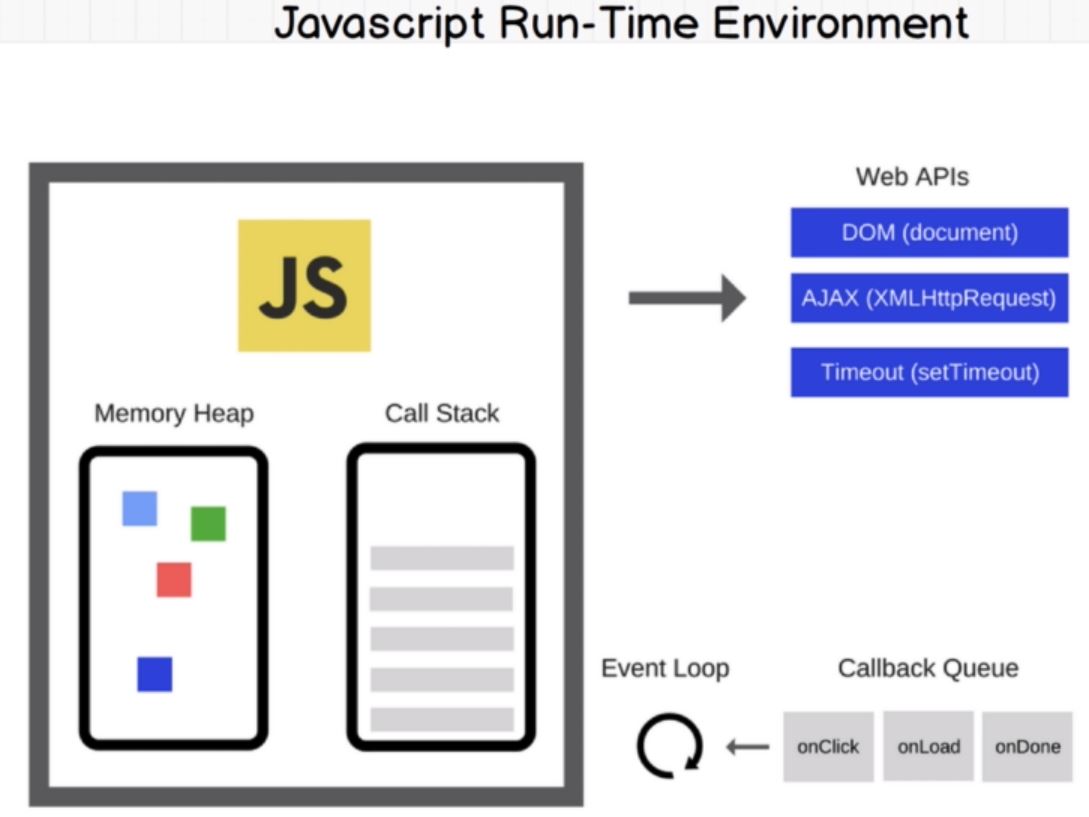 Javascript Run-Time Environment
JS
Memory Heap
Call Stack
Web APIs
DOM (document)
AJAX (XMLHttpRequest)
Timeout (setTimeout)
Event Loop
Callback Queue
onClick
onLoad
onDone